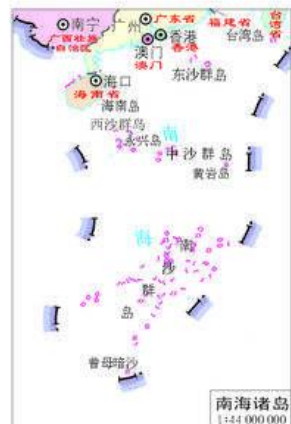 南宁
广州
广东省
福建省
台湾省
广西壮族
自治区
澳门
香港
澳门
香港
台湾岛
海口
海南省
东沙群岛
海南岛
西沙群岛
永兴岛
南
中沙群岛
黄岩岛
海
南
沙
群
岛
曾母暗沙
南海诸岛
1:44 000 000